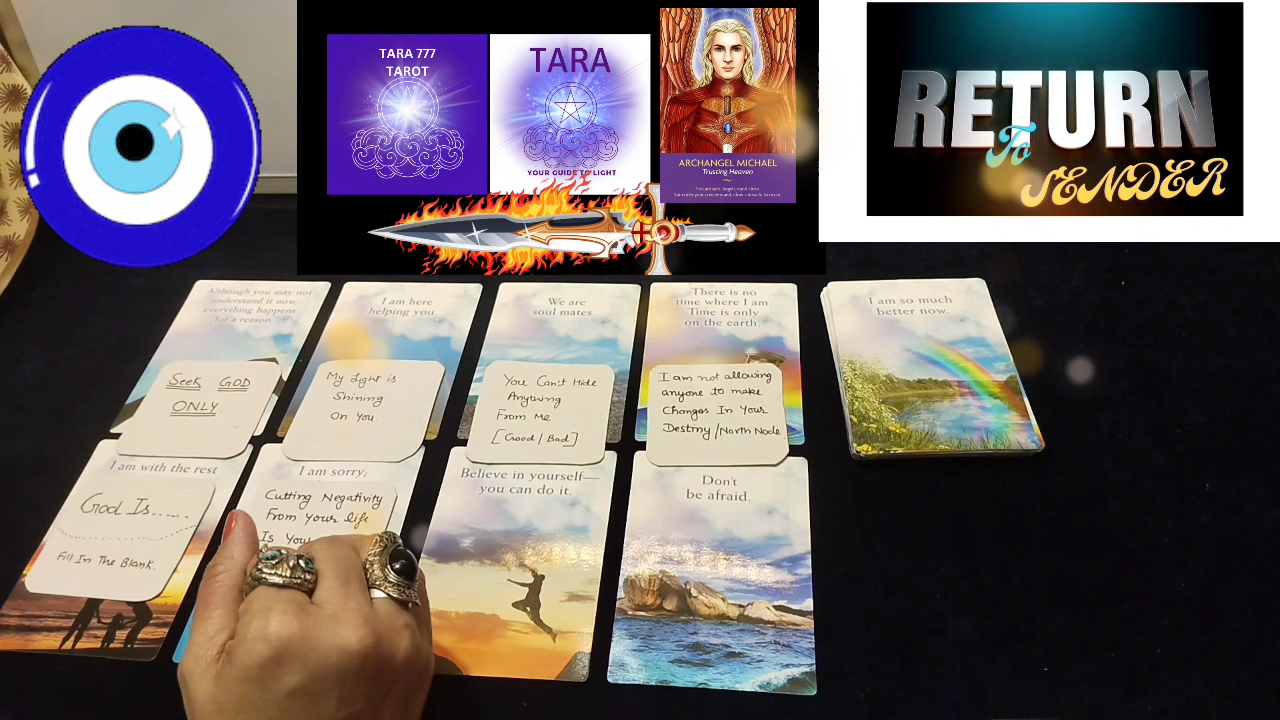 TARA 777
TAROT
TARA
YOUR GUIDE TO LIGHT
ARCHANGEL MICHAEL
Trusting Heaven
RETURN
To
SENDER
Although you may not
understand it now,
everything happens
for a reason.
Seek GOD
ONLY.
I am here
helping you.
My Light is
Shining
On You
We are
soul mates
You Can't Hide
Anything
From Me
[Good/Bad]
There is no
time where I am.
Time is only
on the earth.
I am not allowing
anyone to make
Changes In Your
Destiny/North Node
I am so much
better now.
I am with the rest
God Is......
Fill In The Blank.
I am sorry,
Cutting Negativity
From Your life
Is
Believe in yourself—
you can do it.
Don't
be afraid.